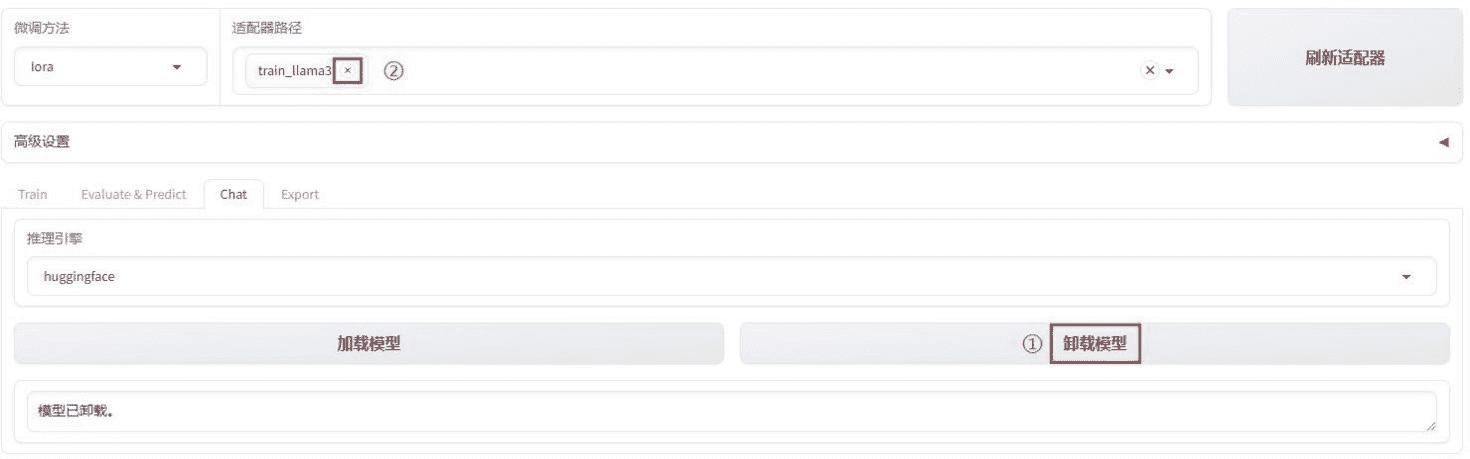 微调方法
适配器路径
lora
train_llama3 ×
②
刷新适配器
高级设置
Train Evaluate & Predict Chat Export
推理引擎
huggingface
加载模型
① 卸载模型
模型已卸载。